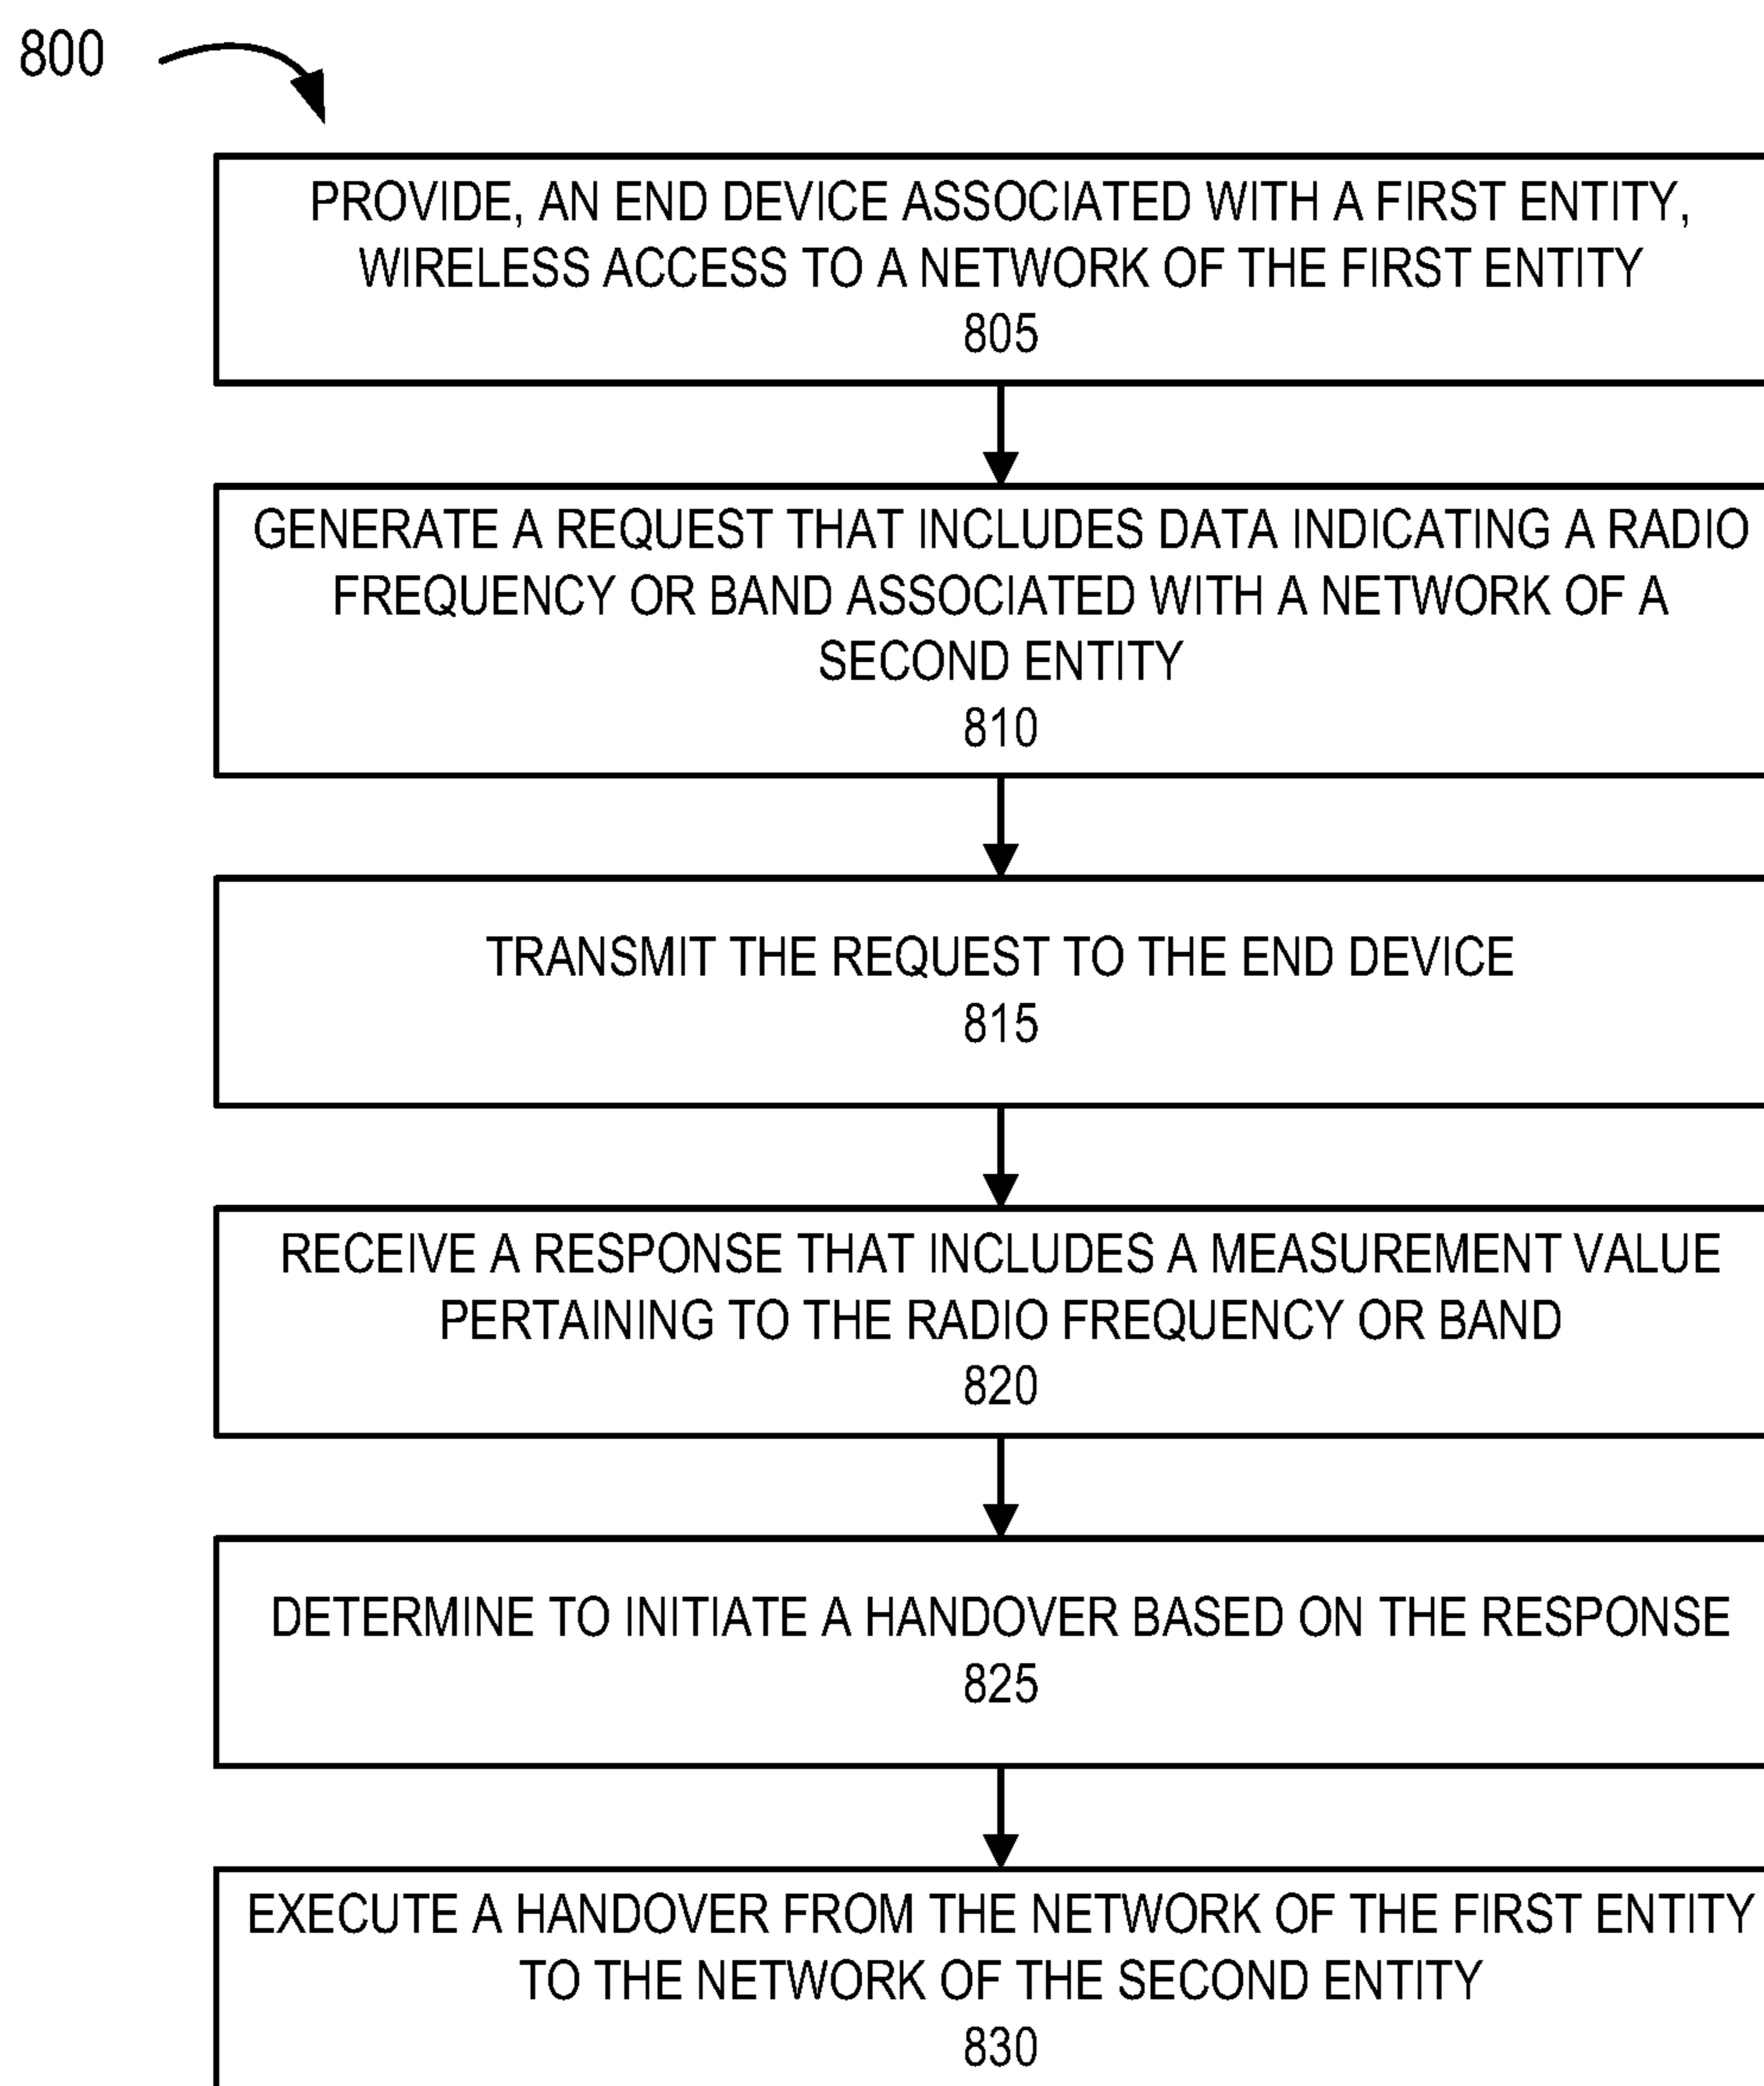 800
PROVIDE, AN END DEVICE ASSOCIATED WITH A FIRST ENTITY,
WIRELESS ACCESS TO A NETWORK OF THE FIRST ENTITY
805
GENERATE A REQUEST THAT INCLUDES DATA INDICATING A RADIO
FREQUENCY OR BAND ASSOCIATED WITH A NETWORK OF A
SECOND ENTITY
810
TRANSMIT THE REQUEST TO THE END DEVICE
815
RECEIVE A RESPONSE THAT INCLUDES A MEASUREMENT VALUE
PERTAINING TO THE RADIO FREQUENCY OR BAND
820
DETERMINE TO INITIATE A HANDOVER BASED ON THE RESPONSE
825
EXECUTE A HANDOVER FROM THE NETWORK OF THE FIRST ENTITY
TO THE NETWORK OF THE SECOND ENTITY
830